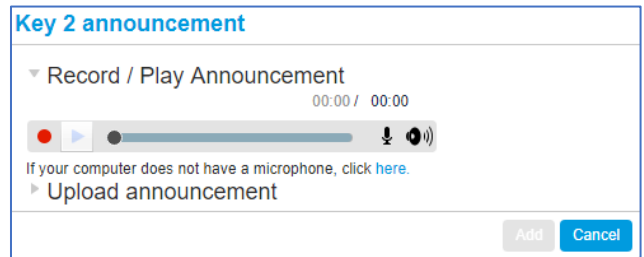 Key 2 announcement
Record / Play Announcement
00:00 / 00:00
If your computer does not have a microphone, click here.
Upload announcement
Add Cancel